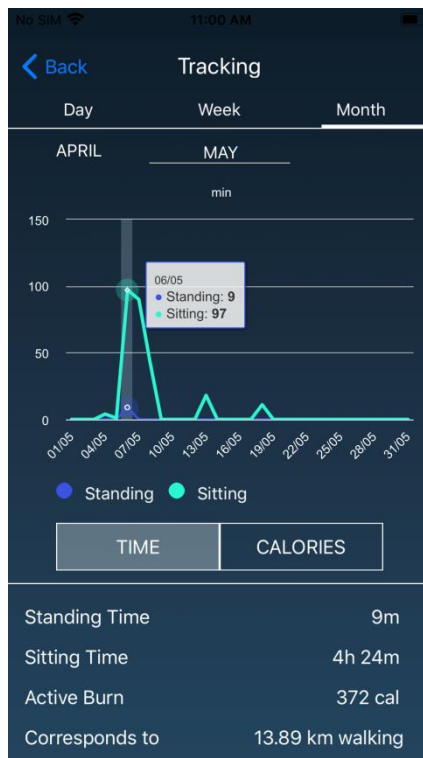 No SIM 11:00 AM
Back Tracking
Day Week Month
APRIL MAY
min
150
100
50
0
06/05
Standing: 9
Sitting: 97
01/05 04/05 07/05 10/05 13/05 16/05 19/05 22/05 25/05 28/05 31/05
Standing Sitting
TIME CALORIES
Standing Time 9m
Sitting Time 4h 24m
Active Burn 372 cal
Corresponds to 13.89 km walking